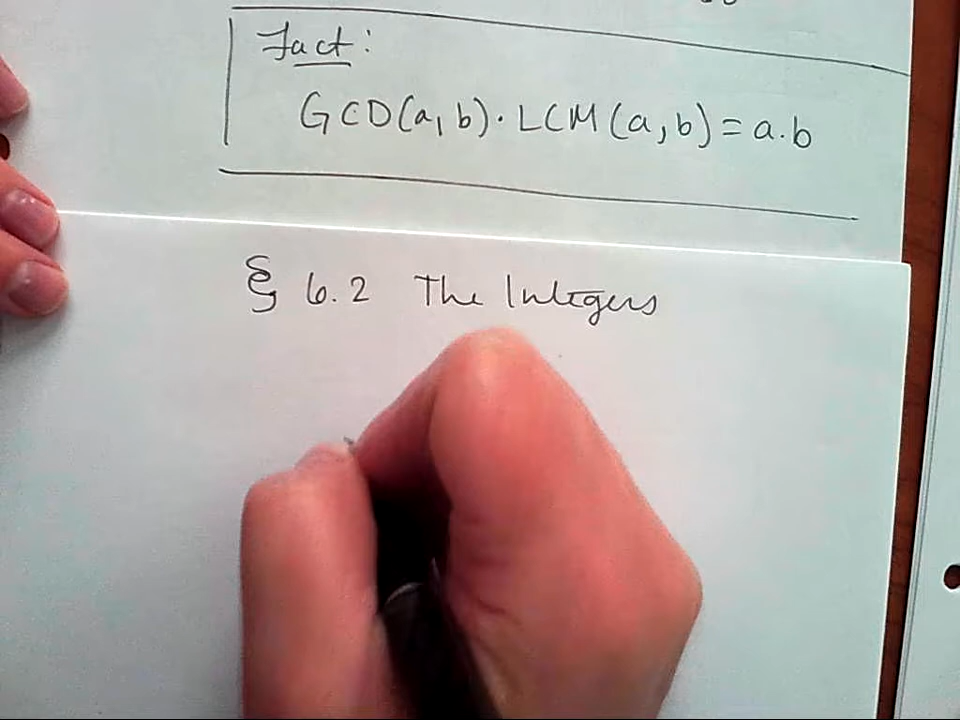 Fact:
GCD(a,b)·LCM(a,b)=a.b
§ 6.2 The Integers